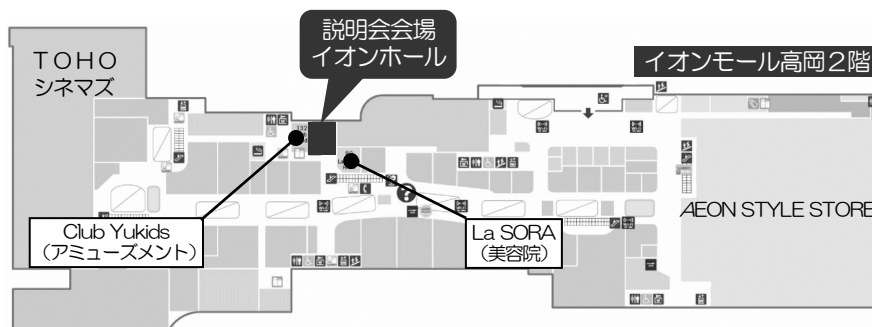 TOHO
シネマズ
説明会会場
イオンホール
イオンモール高岡２階
Club Yukids
（アミューズメント）
La SORA
（美容院）
AEON STYLE STORE